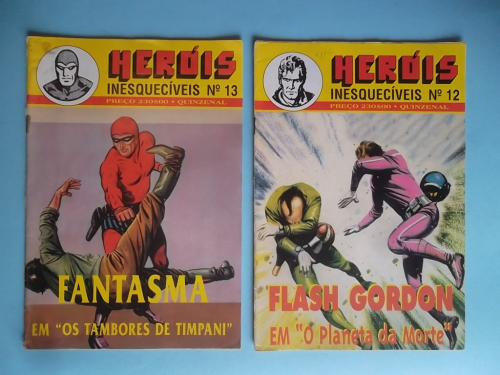 HERÓIS
INESQUECÍVEIS Nº 13
PREÇO 230$00 • QUINZENAL
FANTASMA
EM "OS TAMBORES DE TIMPANI"
HERÓIS
INESQUECÍVEIS Nº 12
PREÇO 230$00 • QUINZENAL
FLASH GORDON
EM "O Planeta da Morte"